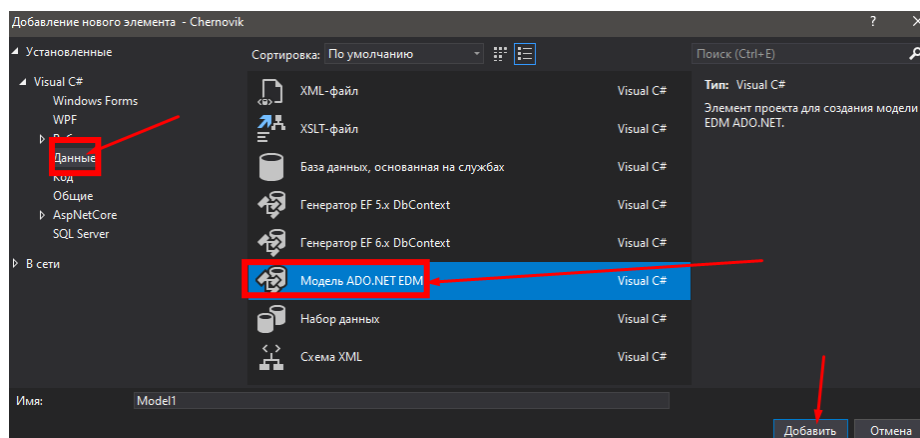 Добавление нового элемента - Chernovik
?
Установленные
Сортировка: По умолчанию
Поиск (Ctrl+E)
Visual C#
Windows Forms
WPF
Данные
Код
Общие
AspNetCore
SQL Server
В сети
XML-файл Visual C#
XSLT-файл Visual C#
База данных, основанная на службах Visual C#
Генератор EF 5.x DbContext Visual C#
Генератор EF 6.x DbContext Visual C#
Модель ADO.NET EDM Visual C#
Набор данных Visual C#
Схема XML Visual C#
Тип: Visual C#
Элемент проекта для создания модели
EDM ADO.NET.
Имя: Model1
Добавить Отмена